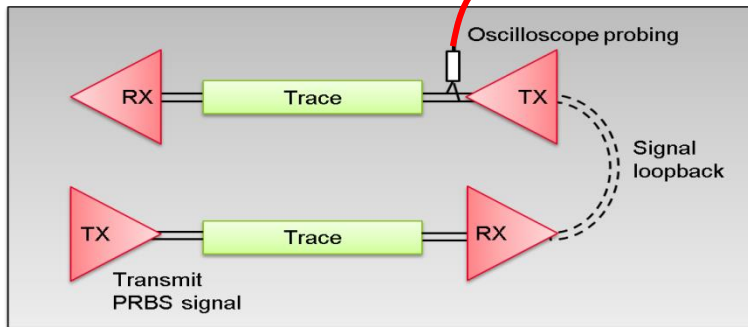 Oscilloscope probing
RX
Trace
TX
Signal
loopback
TX
Trace
RX
Transmit
PRBS signal